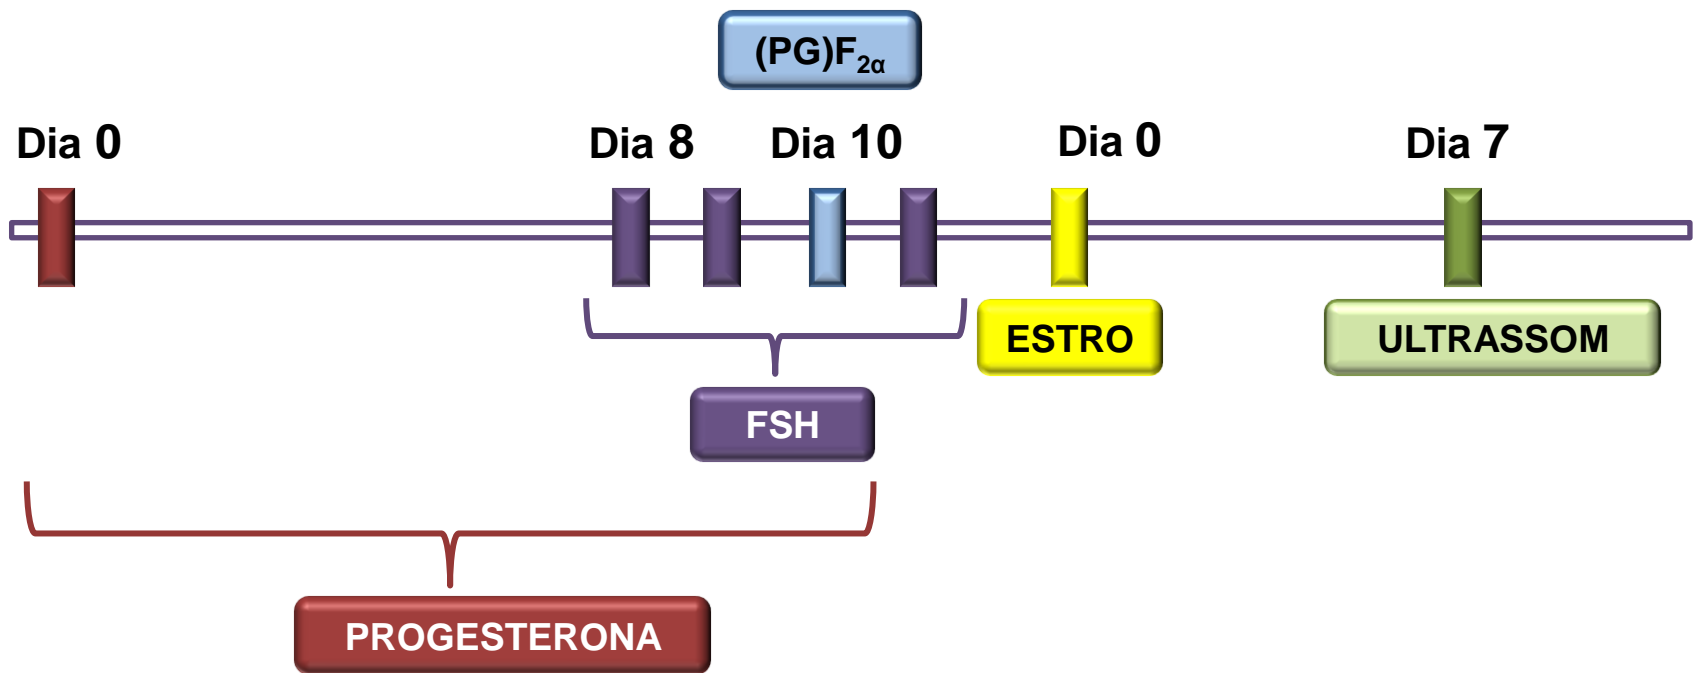 (PG)F2α
Dia 0
Dia 8
Dia 10
Dia 0
Dia 7
ESTRO
ULTRASSOM
FSH
PROGESTERONA